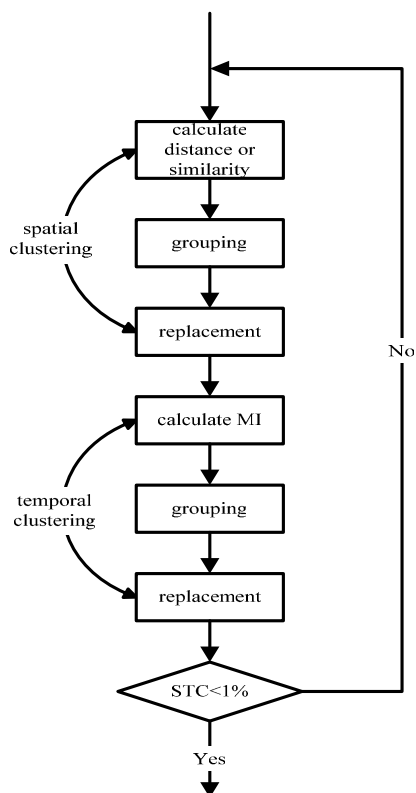 calculate
distance or
similarity
spatial
clustering
grouping
replacement
No
calculate MI
temporal
clustering
grouping
replacement
STC<1%
Yes